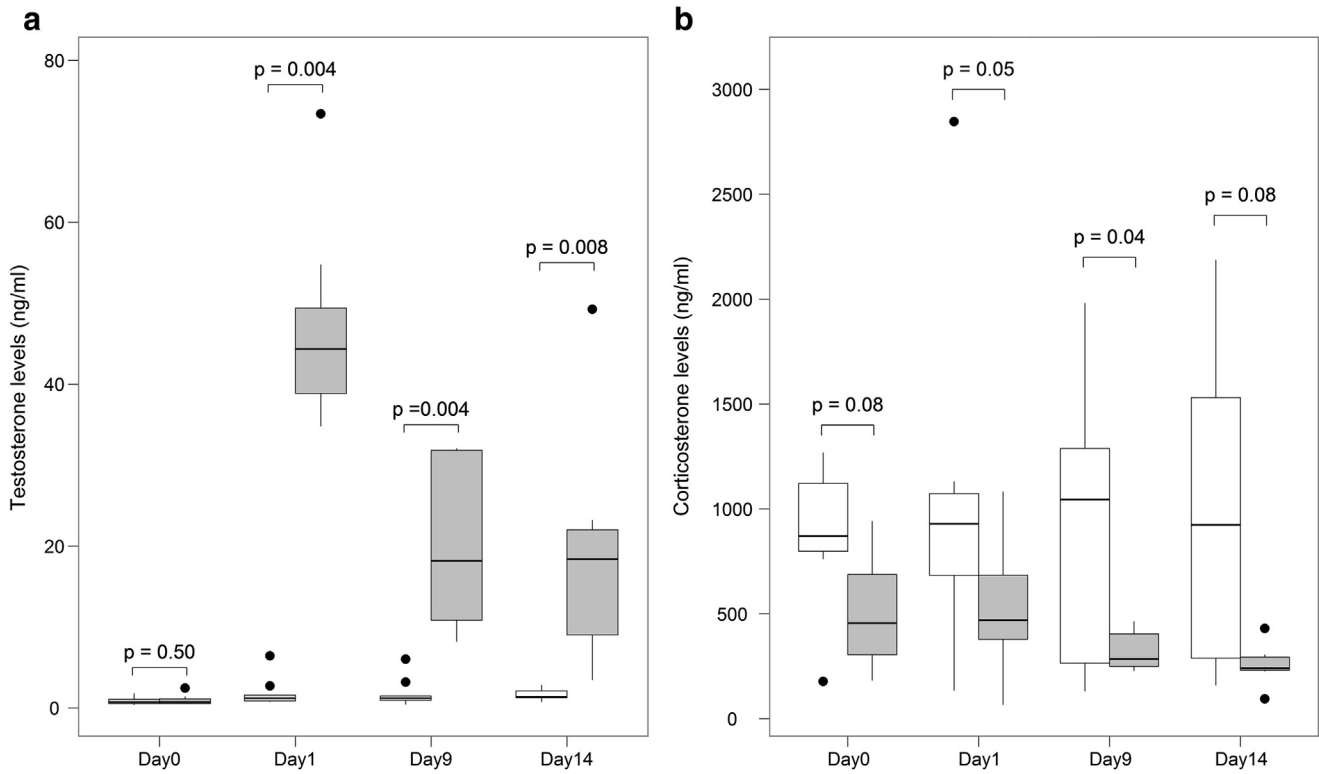 a
Testosterone levels (ng/ml)
80
60
40
20
0
p = 0.50
p = 0.004
p =0.004
p = 0.008
Day0 Day1 Day9 Day14
b
Corticosterone levels (ng/ml)
3000
2500
2000
1500
1000
500
0
p = 0.08
p = 0.05
p = 0.04
p = 0.08
Day0 Day1 Day9 Day14